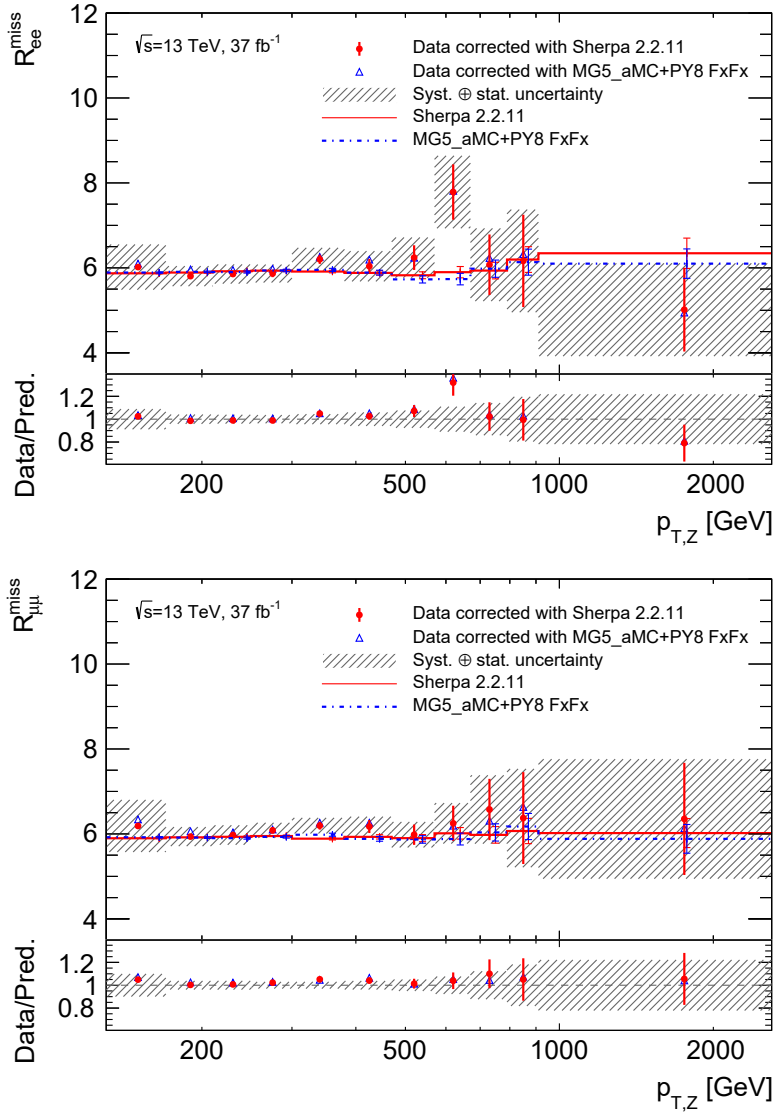 12
10
8
6
4
R_ee^miss
√s=13 TeV, 37 fb⁻¹
Data corrected with Sherpa 2.2.11
Data corrected with MG5_aMC+PY8 FxFx
Syst. ⊕ stat. uncertainty
Sherpa 2.2.11
MG5_aMC+PY8 FxFx
1.2
1
0.8
Data/Pred.
200 500 1000 2000
p_T,Z [GeV]
12
10
8
6
4
R_μμ^miss
√s=13 TeV, 37 fb⁻¹
Data corrected with Sherpa 2.2.11
Data corrected with MG5_aMC+PY8 FxFx
Syst. ⊕ stat. uncertainty
Sherpa 2.2.11
MG5_aMC+PY8 FxFx
1.2
1
0.8
Data/Pred.
200 500 1000 2000
p_T,Z [GeV]